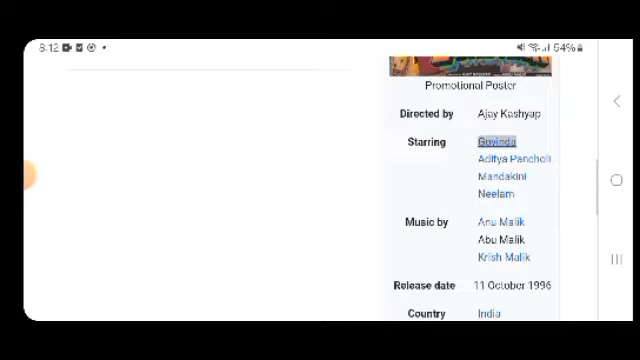 8:12
54%
Promotional Poster
Directed by Ajay Kashyap
Starring Govinda
Aditya Pancholi
Mandakini
Neelam
Music by Anu Malik
Abu Malik
Krish Malik
Release date 11 October 1996
Country India